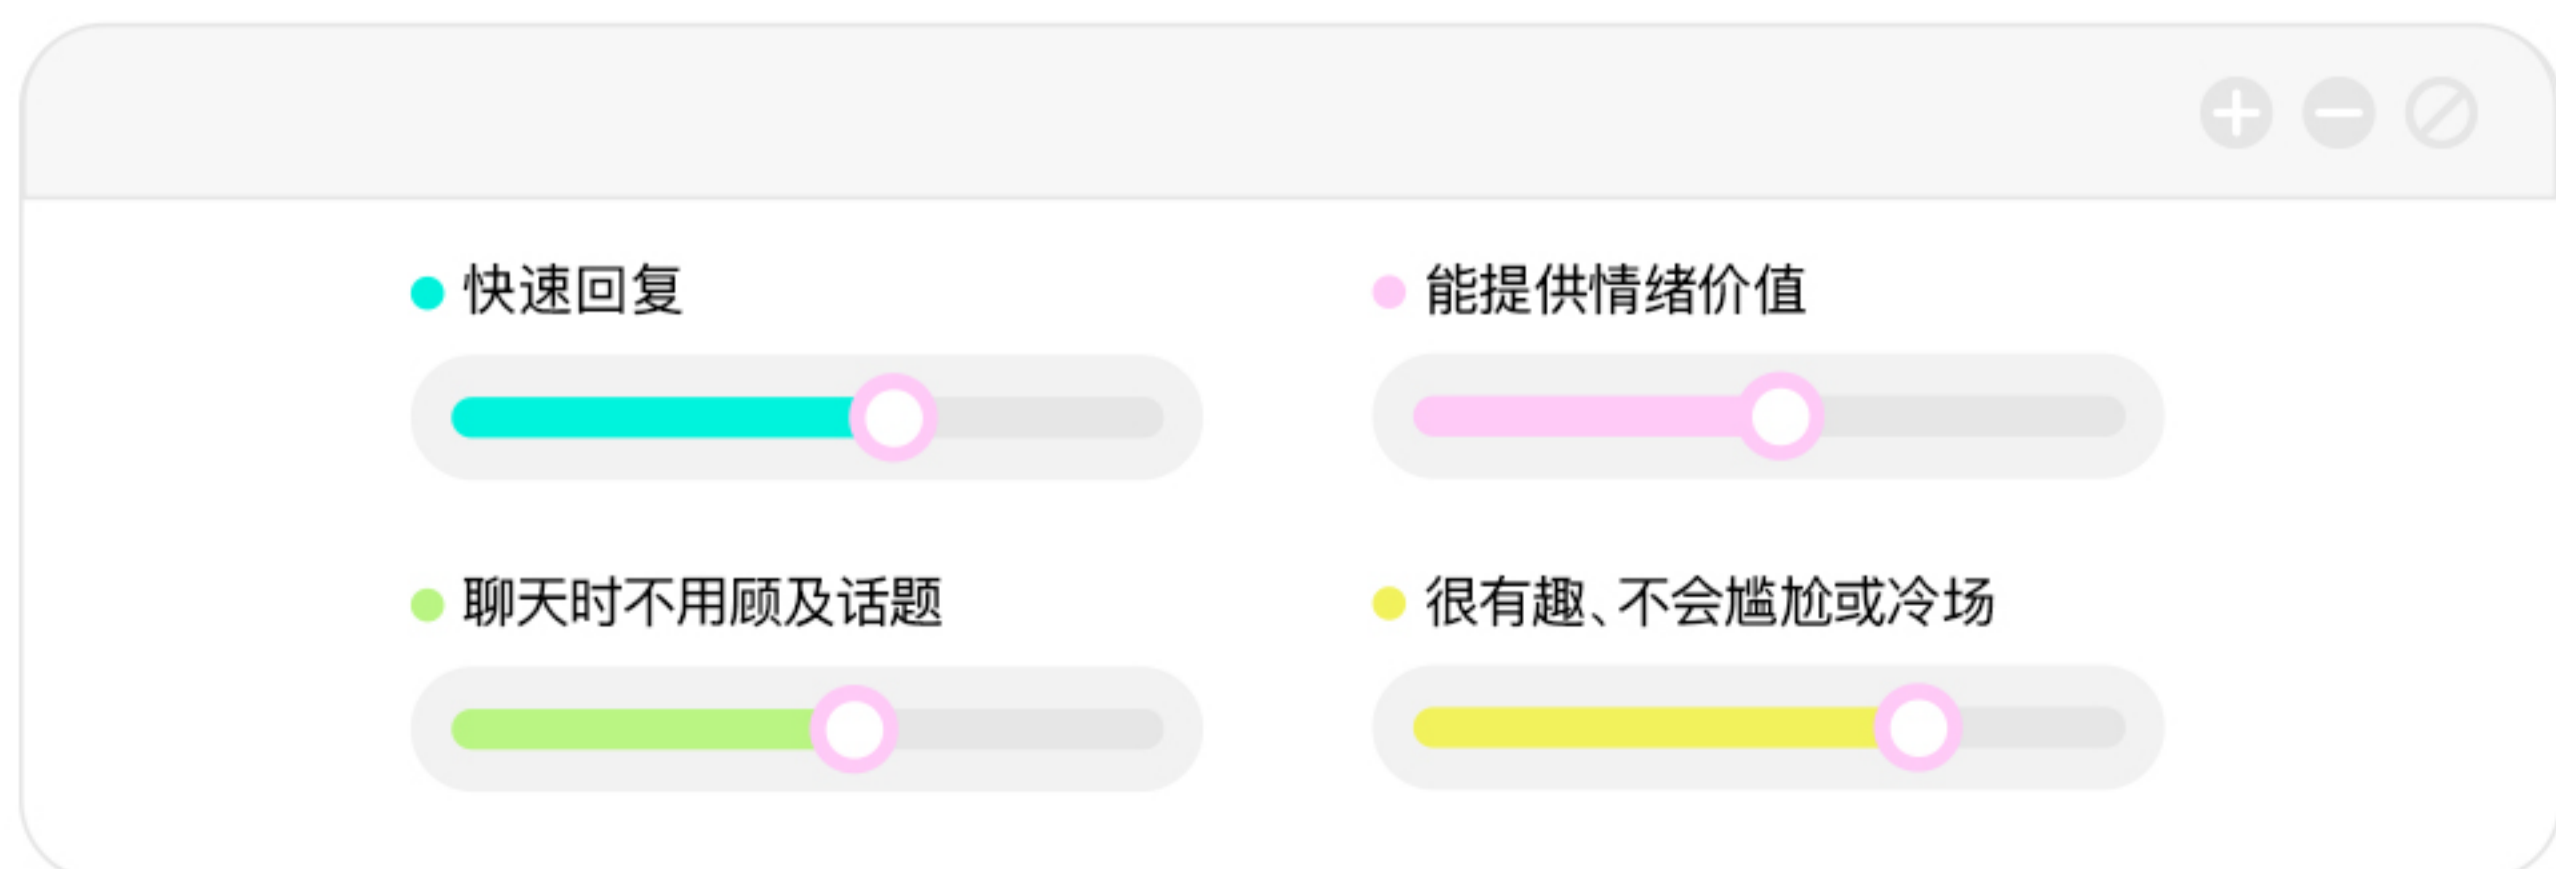 快速回复
能提供情绪价值
聊天时不用顾及话题
很有趣、不会尴尬或冷场